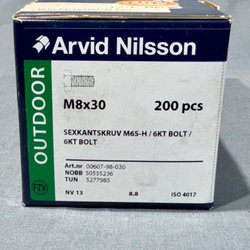 Arvid Nilsson
OUTDOOR
M8x30 200 pcs
SEXKANTSKRUV M6S-H / 6KT BOLT /
6KT BOLT
Art.nr 00607-98-030
NOBB 50535236
TUN 5277985
FZV NV 13 8.8 ISO 4017